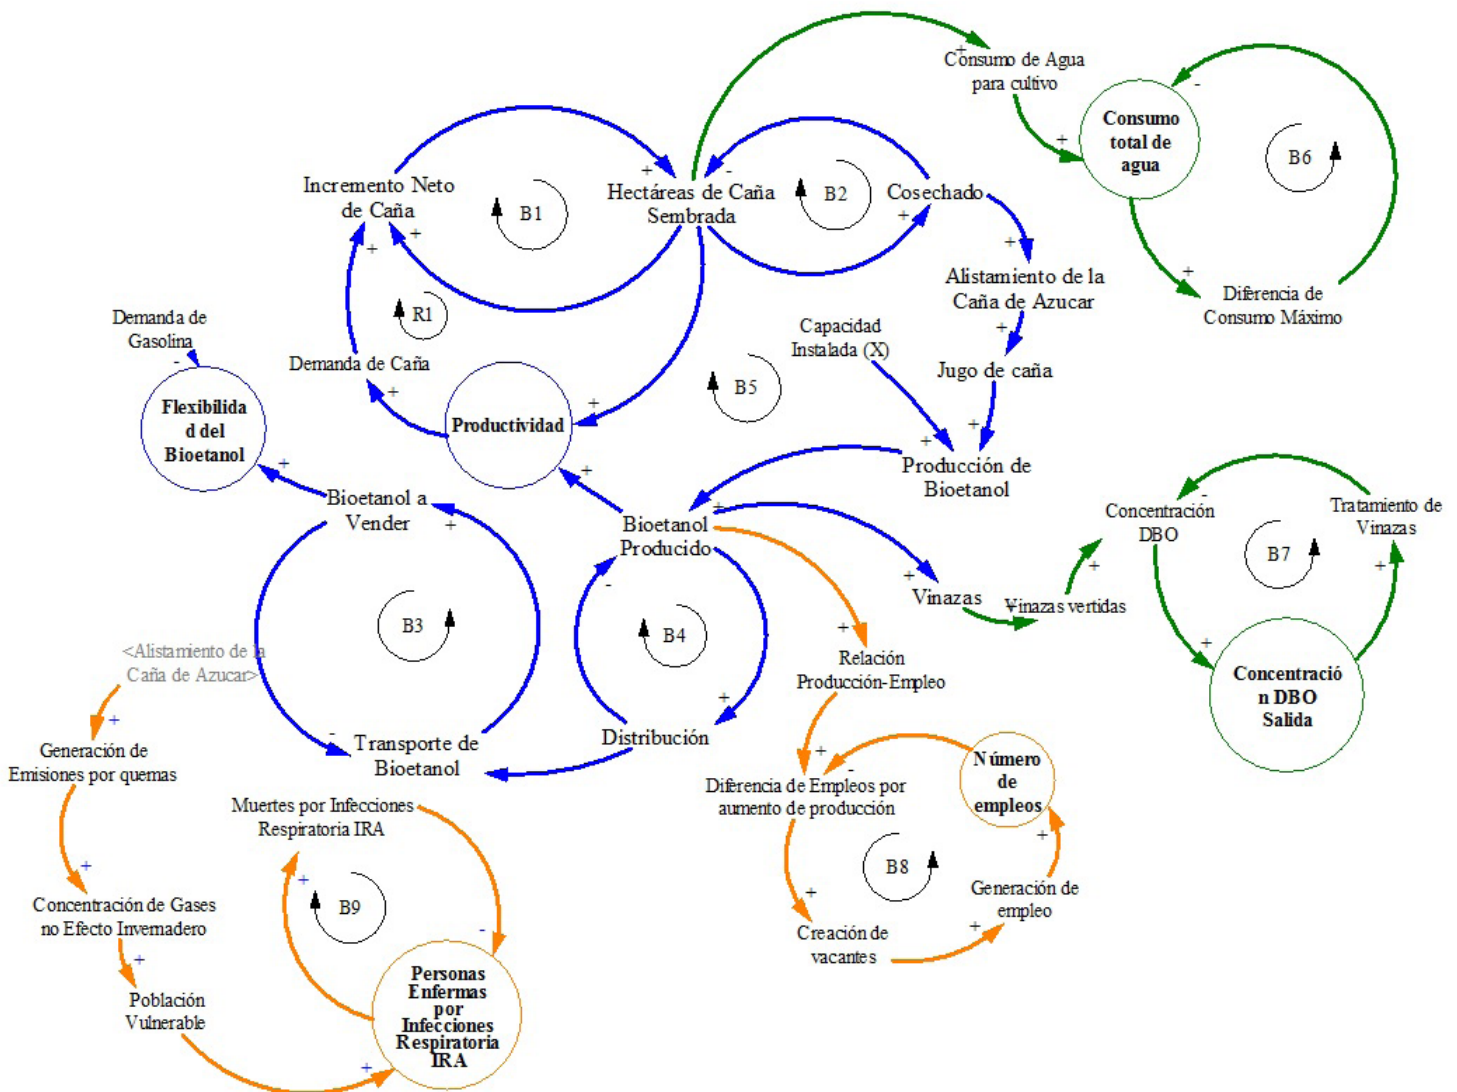 Consumo de Agua
para cultivo
Consumo
total de
agua
B6
Diferencia de
Consumo Máximo
Incremento Neto
de Caña
B1
Hectáreas de Caña
Sembrada
B2
Cosechado
Alistamiento de la
Caña de Azucar
Capacidad
Instalada (X)
Jugo de caña
Producción de
Bioetanol
R1
Demanda de
Gasolina
Demanda de Caña
Flexibilida
d del
Bioetanol
Productividad
B5
Bioetanol a
Vender
Bioetanol
Producido
Concentración
DBO
Tratamiento de
Vinazas
B7
Vinazas
Vinazas vertidas
B3
B4
<Alistamiento de la
Caña de Azucar>
Relación
Producción-Empleo
Concentració
n DBO
Salida
Transporte de
Bioetanol
Distribución
Generación de
Emisiones por quemas
Muertes por Infecciones
Respiratoria IRA
Diferencia de Empleos por
aumento de producción
Número
de
empleos
B8
Concentración de Gases
no Efecto Invernadero
B9
Creación de
vacantes
Generación de
empleo
Población
Vulnerable
Personas
Enfermas
por
Infecciones
Respiratoria
IRA